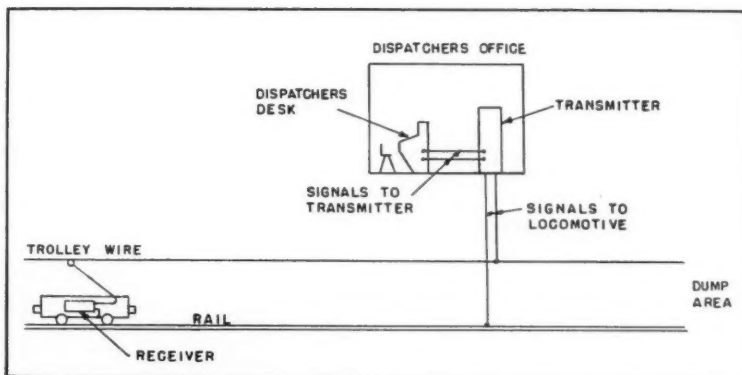 DISPATCHERS OFFICE
DISPATCHERS
DESK
TRANSMITTER
SIGNALS TO
TRANSMITTER
SIGNALS TO
LOCOMOTIVE
TROLLEY WIRE
DUMP
AREA
RAIL
RECEIVER